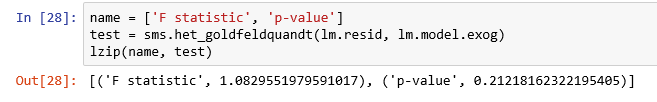 In [28]: name = ['F statistic', 'p-value']
test = sms.het_goldfeldquandt(lm.resid, lm.model.exog)
lzip(name, test)
Out[28]: [('F statistic', 1.0829551979591017), ('p-value', 0.21218162322195405)]